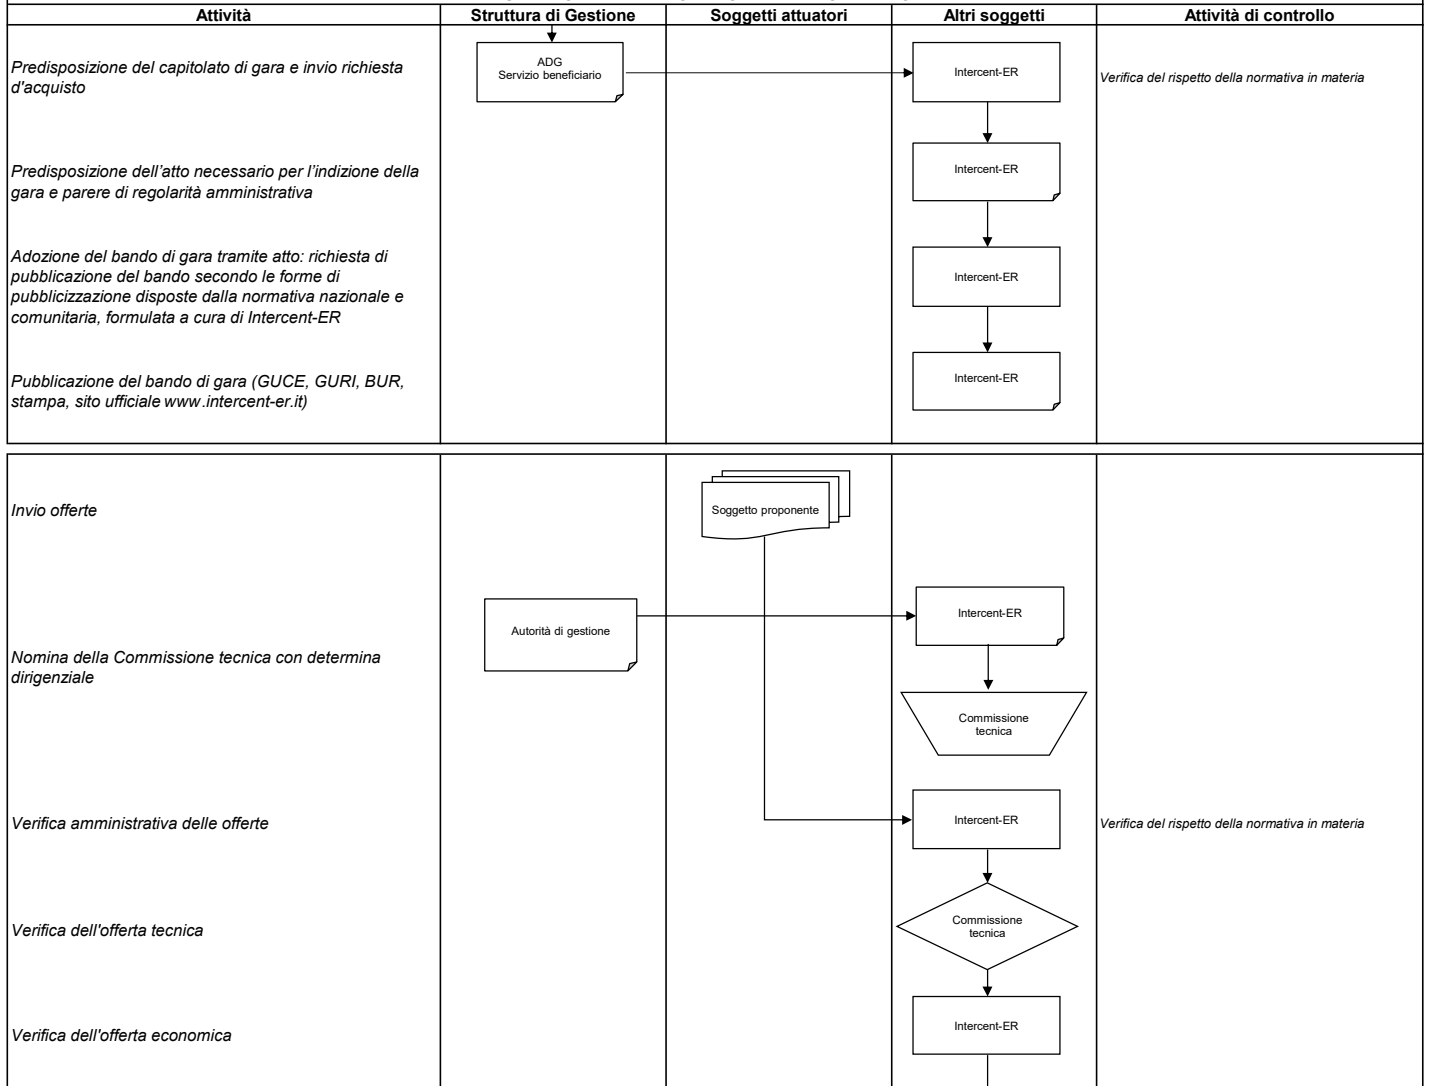 Attività
Struttura di Gestione
Soggetti attuatori
Altri soggetti
Attività di controllo
Predisposizione del capitolato di gara e invio richiesta
d'acquisto
ADG
Servizio beneficiario
Intercent-ER
Verifica del rispetto della normativa in materia
Predisposizione dell'atto necessario per l'indizione della
gara e parere di regolarità amministrativa
Intercent-ER
Adozione del bando di gara tramite atto: richiesta di
pubblicazione del bando secondo le forme di
pubblicizzazione disposte dalla normativa nazionale e
comunitaria, formulata a cura di Intercent-ER
Intercent-ER
Pubblicazione del bando di gara (GUCE, GURI, BUR,
stampa, sito ufficiale www.intercent-er.it)
Intercent-ER
Invio offerte
Soggetto proponente
Nomina della Commissione tecnica con determina
dirigenziale
Autorità di gestione
Intercent-ER
Commissione
tecnica
Verifica amministrativa delle offerte
Intercent-ER
Verifica del rispetto della normativa in materia
Verifica dell'offerta tecnica
Commissione
tecnica
Verifica dell'offerta economica
Intercent-ER